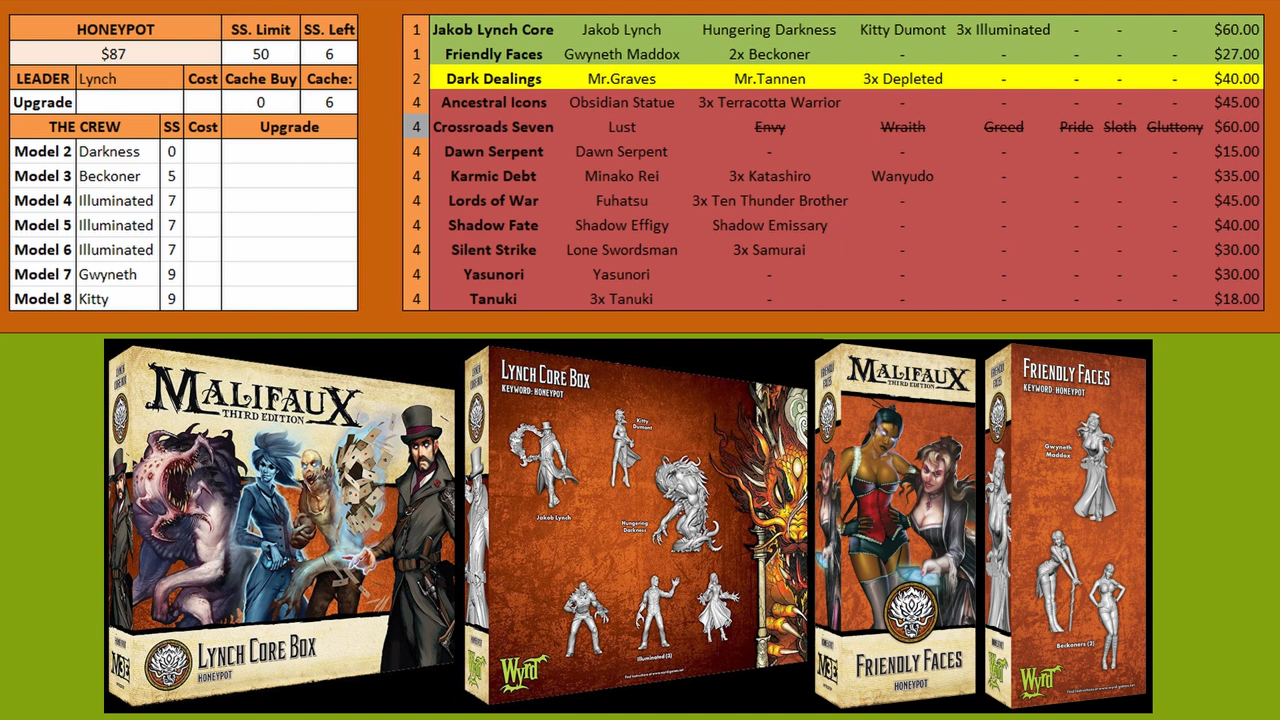 HONEYPOT SS. Limit SS. Left
$87 50 6
LEADER Lynch Cost Cache Buy Cache:
Upgrade 0 6
THE CREW SS Cost Upgrade
Model 2 Darkness 0
Model 3 Beckoner 5
Model 4 Illuminated 7
Model 5 Illuminated 7
Model 6 Illuminated 7
Model 7 Gwyneth 9
Model 8 Kitty 9
1 Jakob Lynch Core Jakob Lynch Hungering Darkness Kitty Dumont 3x Illuminated - - - $60.00
1 Friendly Faces Gwyneth Maddox 2x Beckoner - - - - - $27.00
2 Dark Dealings Mr.Graves Mr.Tannen 3x Depleted - - - - $40.00
4 Ancestral Icons Obsidian Statue 3x Terracotta Warrior - - - - - $45.00
4 Crossroads Seven Lust Envy Wraith Greed Pride Sloth Gluttony $60.00
4 Dawn Serpent Dawn Serpent - - - - - - $15.00
4 Karmic Debt Minako Rei 3x Katashiro Wanyudo - - - - $35.00
4 Lords of War Fuhatsu 3x Ten Thunder Brother - - - - - $45.00
4 Shadow Fate Shadow Effigy Shadow Emissary - - - - - $40.00
4 Silent Strike Lone Swordsman 3x Samurai - - - - - $30.00
4 Yasunori Yasunori - - - - - - $30.00
4 Tanuki 3x Tanuki - - - - - - $18.00
MALIFAUX
THIRD EDITION
LYNCH CORE BOX
HONEYPOT
M3E
LYNCH CORE BOX
KEYWORD: HONEYPOT
Kitty
Dumont
Jakob Lynch
Hungering
Darkness
Illuminated (3)
Wyrd
M3E
MALIFAUX
THIRD EDITION
FRIENDLY FACES
HONEYPOT
M3E
FRIENDLY FACES
KEYWORD: HONEYPOT
Gwyneth
Maddox
Beckoners (2)
Wyrd
M3E